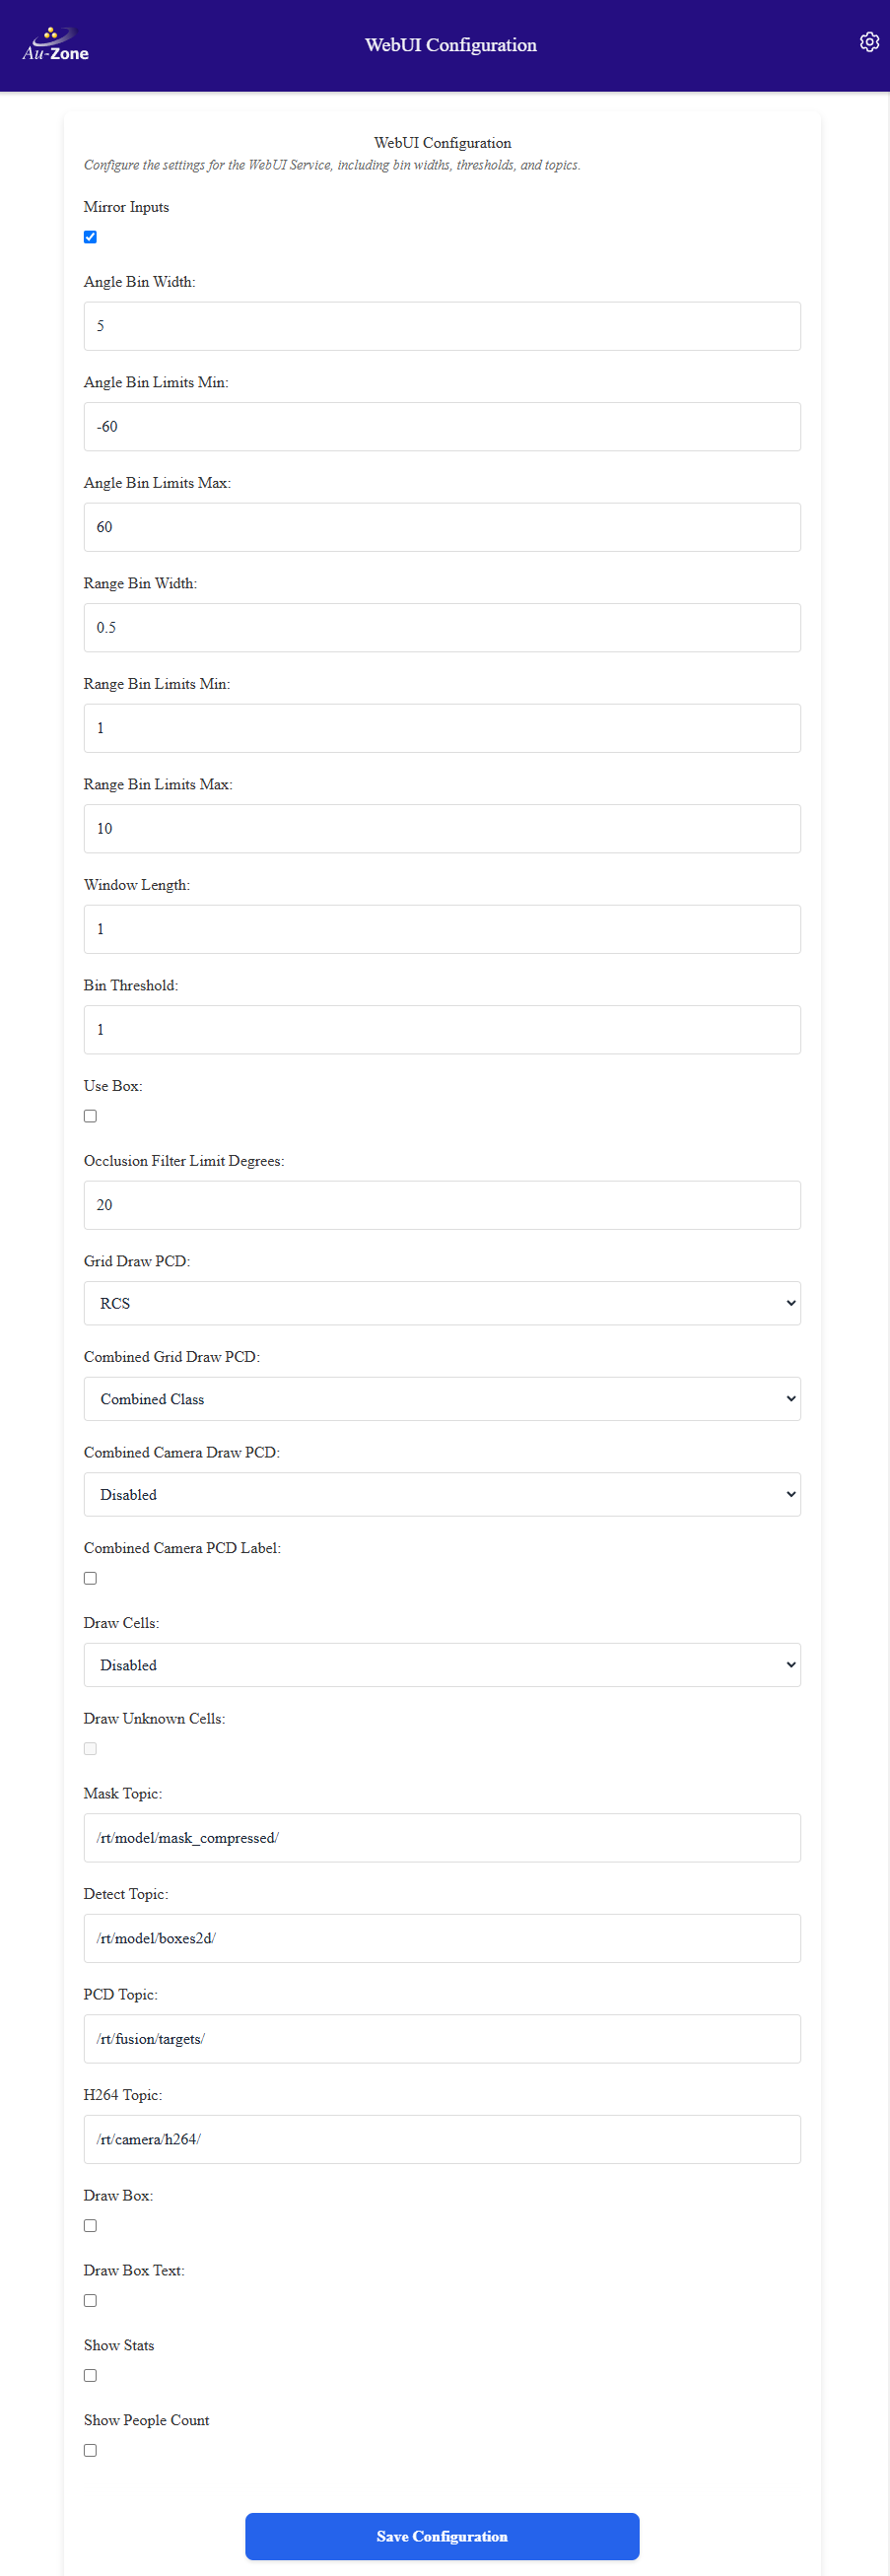 Au-Zone
WebUI Configuration
WebUI Configuration
Configure the settings for the WebUI Service, including bin widths, thresholds, and topics.
Mirror Inputs
Angle Bin Width:
5
Angle Bin Limits Min:
-60
Angle Bin Limits Max:
60
Range Bin Width:
0.5
Range Bin Limits Min:
1
Range Bin Limits Max:
10
Window Length:
1
Bin Threshold:
1
Use Box:
Occlusion Filter Limit Degrees:
20
Grid Draw PCD:
RCS
Combined Grid Draw PCD:
Combined Class
Combined Camera Draw PCD:
Disabled
Combined Camera PCD Label:
Draw Cells:
Disabled
Draw Unknown Cells:
Mask Topic:
/rt/model/mask_compressed/
Detect Topic:
/rt/model/boxes2d/
PCD Topic:
/rt/fusion/targets/
H264 Topic:
/rt/camera/h264/
Draw Box:
Draw Box Text:
Show Stats
Show People Count
Save Configuration